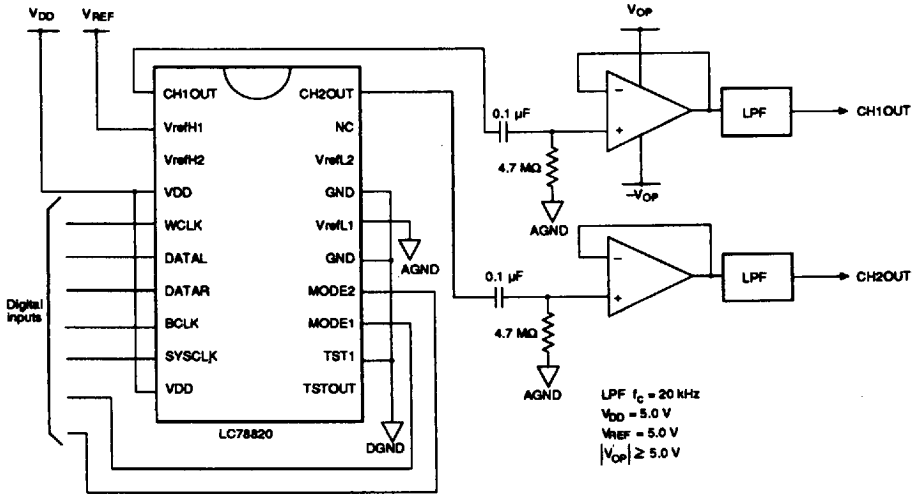 VDD
VREF
VOP
CH1OUT
CH2OUT
VrefH1
NC
VrefH2
VrefL2
VDD
GND
WCLK
VrefL1
DATAL
GND
DATAR
MODE2
BCLK
MODE1
SYSCLK
TST1
VDD
TSTOUT
LC78820
Digital
inputs
AGND
DGND
0.1 µF
4.7 MΩ
AGND
−
+
-VOP
LPF
CH1OUT
0.1 µF
4.7 MΩ
AGND
−
+
LPF
CH2OUT
LPF fC = 20 kHz
VDD = 5.0 V
VREF = 5.0 V
|VOP| ≥ 5.0 V